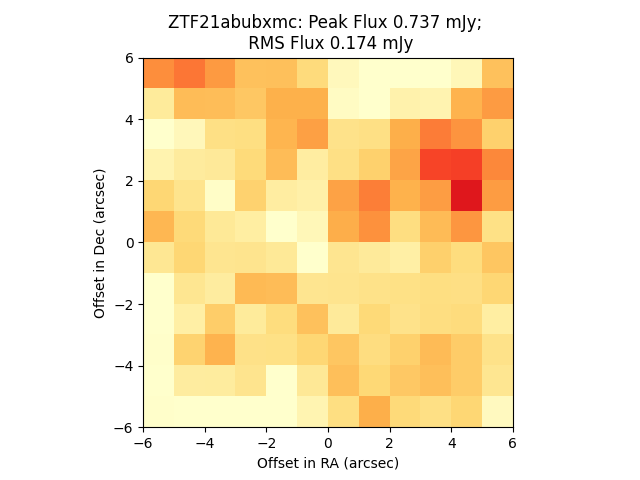 ZTF21abubxmc: Peak Flux 0.737 mJy;
RMS Flux 0.174 mJy
6
4
2
0
−2
−4
−6
Offset in Dec (arcsec)
−6 −4 −2 0 2 4 6
Offset in RA (arcsec)